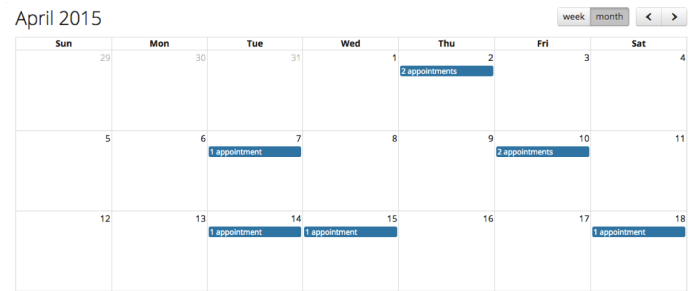 April 2015 week month
Sun Mon Tue Wed Thu Fri Sat
29 30 31 1 2 3 4
2 appointments
5 6 7 8 9 10 11
1 appointment 2 appointments
12 13 14 15 16 17 18
1 appointment 1 appointment 1 appointment